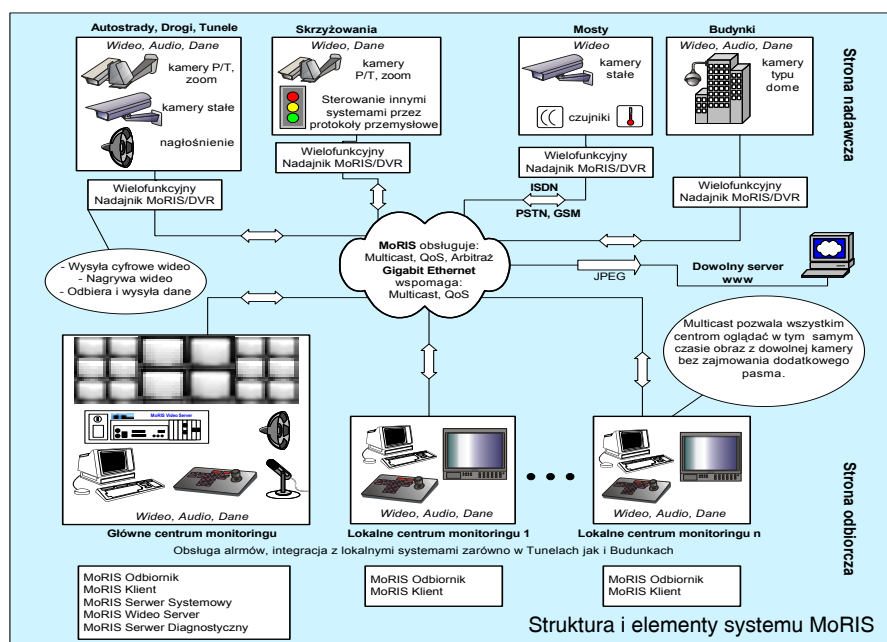 Autostrady, Drogi, Tunele
Wideo, Audio, Dane
kamery P/T,
zoom
kamery stałe
nagłośnienie
Wielofunkcyjny
Nadajnik MoRIS/DVR
Skrzyżowania
Wideo, Dane
kamery
P/T, zoom
Sterowanie innymi
systemami przez
protokoły przemysłowe
Wielofunkcyjny
Nadajnik MoRIS/DVR
Mosty
Wideo
kamery
stałe
czujniki
Wielofunkcyjny
Nadajnik MoRIS/DVR
ISDN
PSTN, GSM
Budynki
Wideo, Audio, Dane
kamery
typu
dome
Wielofunkcyjny
Nadajnik MoRIS/DVR
Strona nadawcza
- Wysyła cyfrowe wideo
- Nagrywa wideo
- Odbiera i wysyła dane
MoRIS obsługuje:
Multicast, QoS, Arbitraż
Gigabit Ethernet
wspomaga:
Multicast, QoS
JPEG
Dowolny server
www
Multicast pozwala wszystkim
centrom oglądać w tym samym
czasie obraz z dowolnej kamery
bez zajmowania dodatkowego
pasma.
MoRIS Video Server
Wideo, Audio, Dane
Główne centrum monitoringu
Wideo, Audio, Dane
Lokalne centrum monitoringu 1
Wideo, Audio, Dane
Lokalne centrum monitoringu n
Strona odbiorcza
Obsługa alrmów, integracja z lokalnymi systemami zarówno w Tunelach jak i Budunkach
MoRIS Odbiornik
MoRIS Klient
MoRIS Serwer Systemowy
MoRIS Wideo Server
MoRIS Serwer Diagnostyczny
MoRIS Odbiornik
MoRIS Klient
MoRIS Odbiornik
MoRIS Klient
Struktura i elementy systemu MoRIS